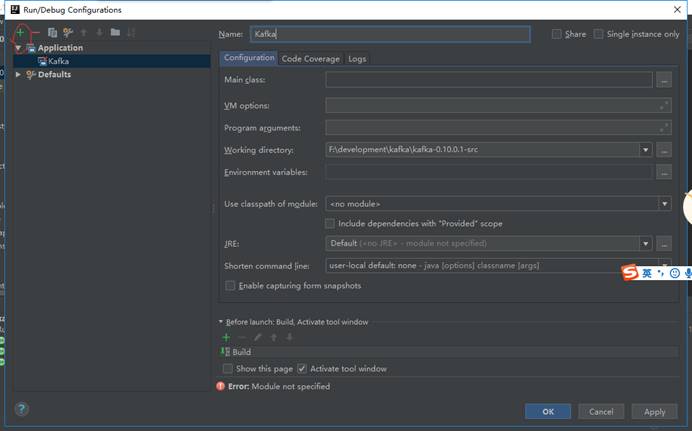 Run/Debug Configurations
Name: Kafka
Share
Single instance only
Application
Kafka
Defaults
Configuration Code Coverage Logs
Main class:
VM options:
Program arguments:
Working directory: F:\development\kafka\kafka-0.10.0.1-src
Environment variables:
Use classpath of module: <no module>
Include dependencies with "Provided" scope
JRE: Default (<no JRE> - module not specified)
Shorten command line: user-local default: none - java [options] classname [args]
Enable capturing form snapshots
Before launch: Build, Activate tool window
Build
Show this page Activate tool window
Error: Module not specified
OK Cancel Apply
英